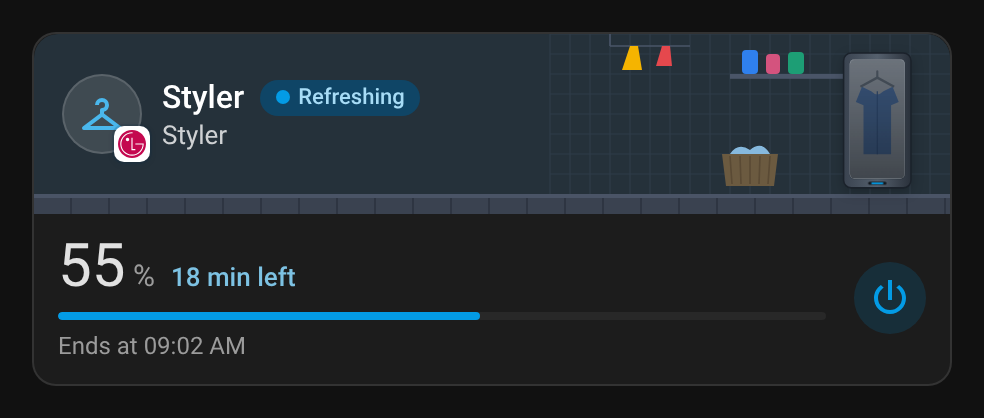 Styler
Refreshing
Styler
55 %
18 min left
Ends at 09:02 AM